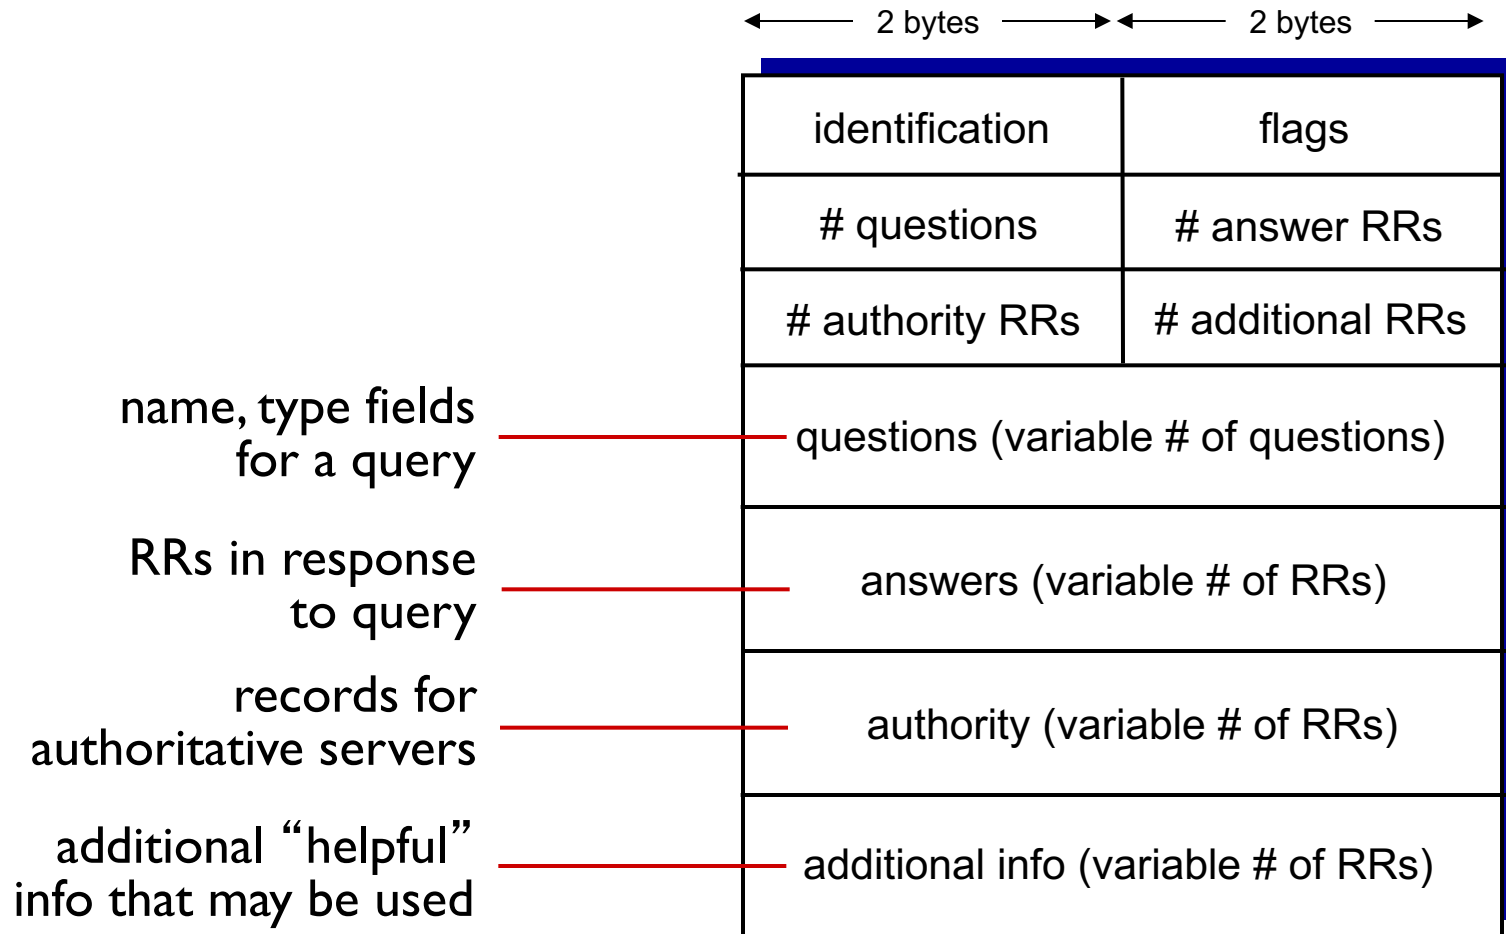 2 bytes 2 bytes
identification flags
# questions # answer RRs
# authority RRs # additional RRs
name, type fields
for a query
questions (variable # of questions)
RRs in response
to query
answers (variable # of RRs)
records for
authoritative servers
authority (variable # of RRs)
additional “helpful”
info that may be used
additional info (variable # of RRs)